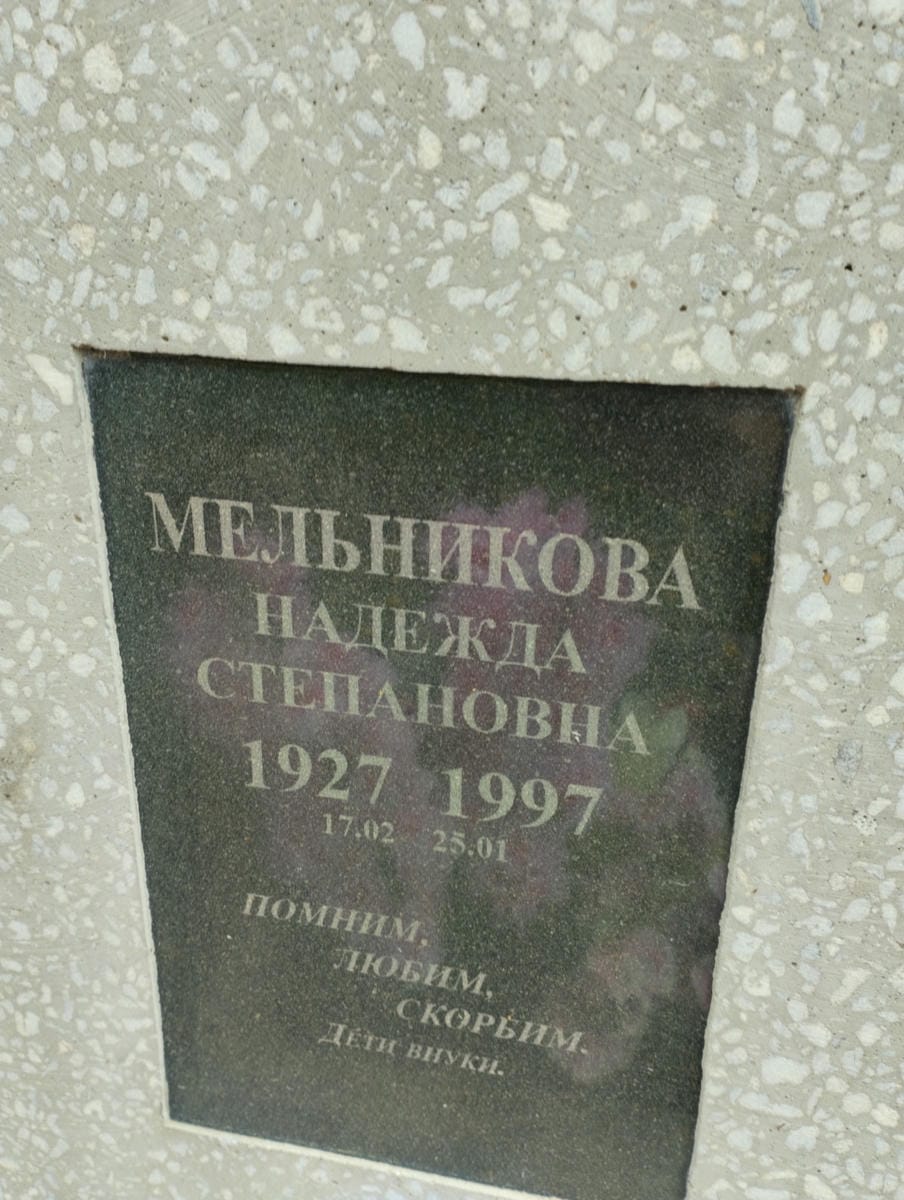 МЕЛЬНИКОВА
НАДЕЖДА
СТЕПАНОВНА
1927 1997
17.02 25.01
ПОМНИМ,
ЛЮБИМ,
СКОРБИМ.
ДЕТИ ВНУКИ.